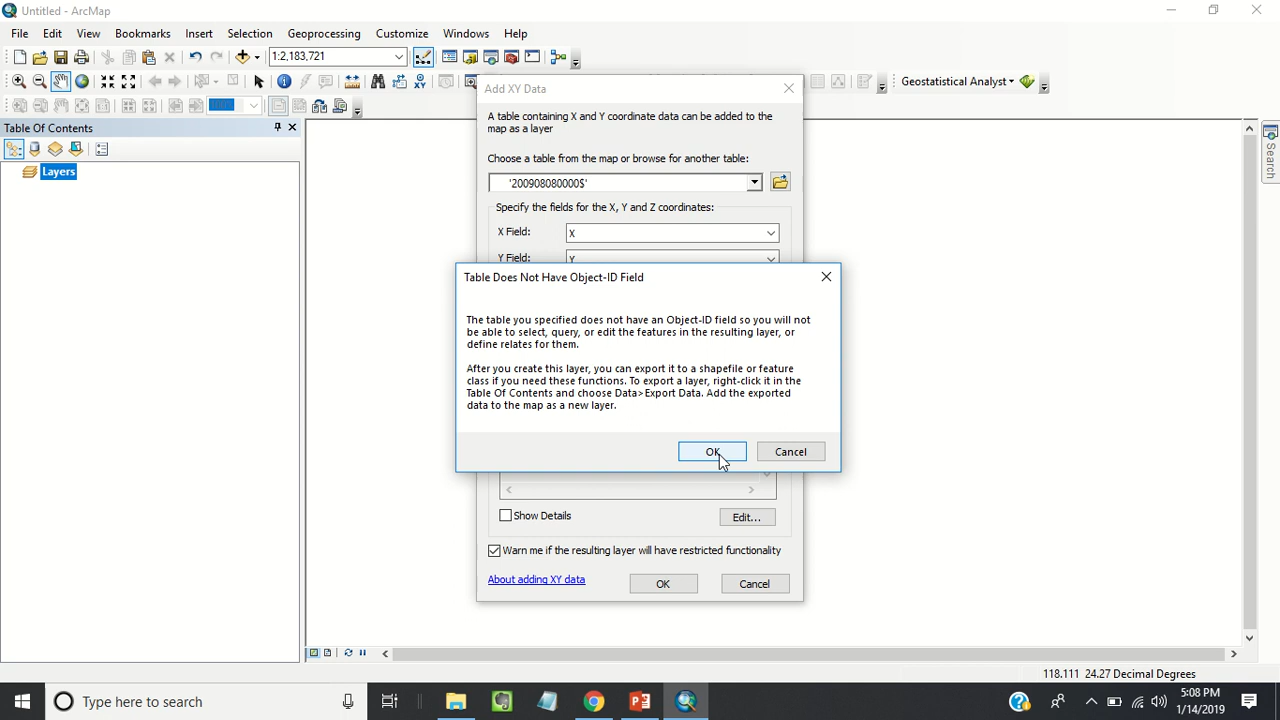 Untitled - ArcMap
File Edit View Bookmarks Insert Selection Geoprocessing Customize Windows Help
1:2,183,721
Geostatistical Analyst
Table Of Contents
Layers
Add XY Data
A table containing X and Y coordinate data can be added to the
map as a layer
Choose a table from the map or browse for another table:
'200908080000$'
Specify the fields for the X, Y and Z coordinates:
X Field: X
Y Field: Y
Table Does Not Have Object-ID Field
The table you specified does not have an Object-ID field so you will not
be able to select, query, or edit the features in the resulting layer, or
define relates for them.
After you create this layer, you can export it to a shapefile or feature
class if you need these functions. To export a layer, right-click it in the
Table Of Contents and choose Data>Export Data. Add the exported
data to the map as a new layer.
OK Cancel
Show Details Edit...
Warn me if the resulting layer will have restricted functionality
About adding XY data OK Cancel
Search
118.111 24.27 Decimal Degrees
Type here to search
5:08 PM
1/14/2019